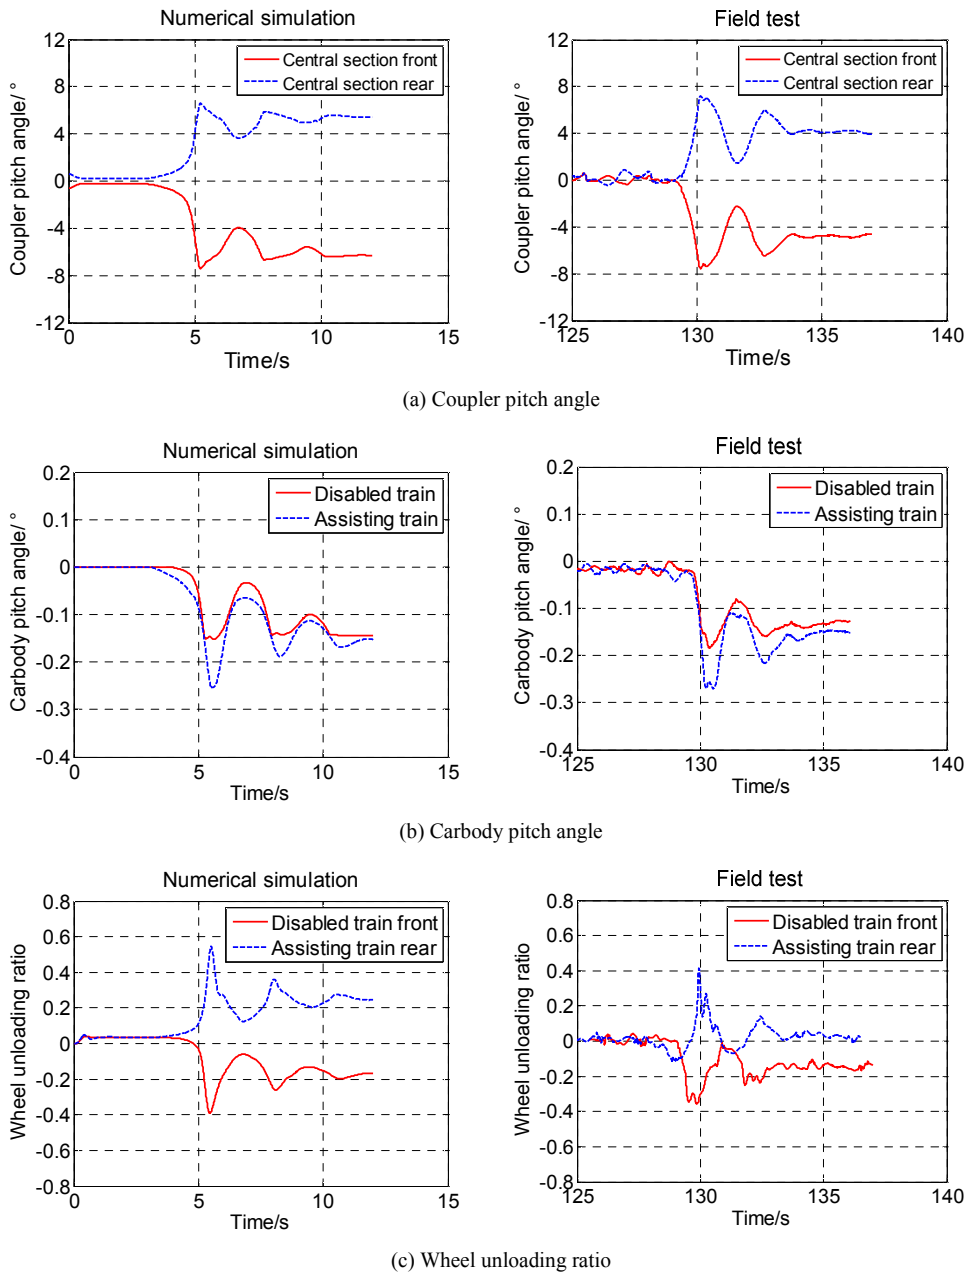 Numerical simulation
Coupler pitch angle/ °
12
8
4
0
-4
-8
-12
Central section front
Central section rear
0 5 10 15
Time/s
Field test
Coupler pitch angle/ °
12
8
4
0
-4
-8
-12
Central section front
Central section rear
125 130 135 140
Time/s
(a) Coupler pitch angle
Numerical simulation
Carbody pitch angle/ °
0.2
0.1
0
-0.1
-0.2
-0.3
-0.4
Disabled train
Assisting train
0 5 10 15
Time/s
Field test
Carbody pitch angle/ °
0.2
0.1
0
-0.1
-0.2
-0.3
-0.4
Disabled train
Assisting train
125 130 135 140
Time/s
(b) Carbody pitch angle
Numerical simulation
Wheel unloading ratio
0.8
0.6
0.4
0.2
0
-0.2
-0.4
-0.6
-0.8
Disabled train front
Assisting train rear
0 5 10 15
Time/s
Field test
Wheel unloading ratio
0.8
0.6
0.4
0.2
0
-0.2
-0.4
-0.6
-0.8
Disabled train front
Assisting train rear
125 130 135 140
Time/s
(c) Wheel unloading ratio